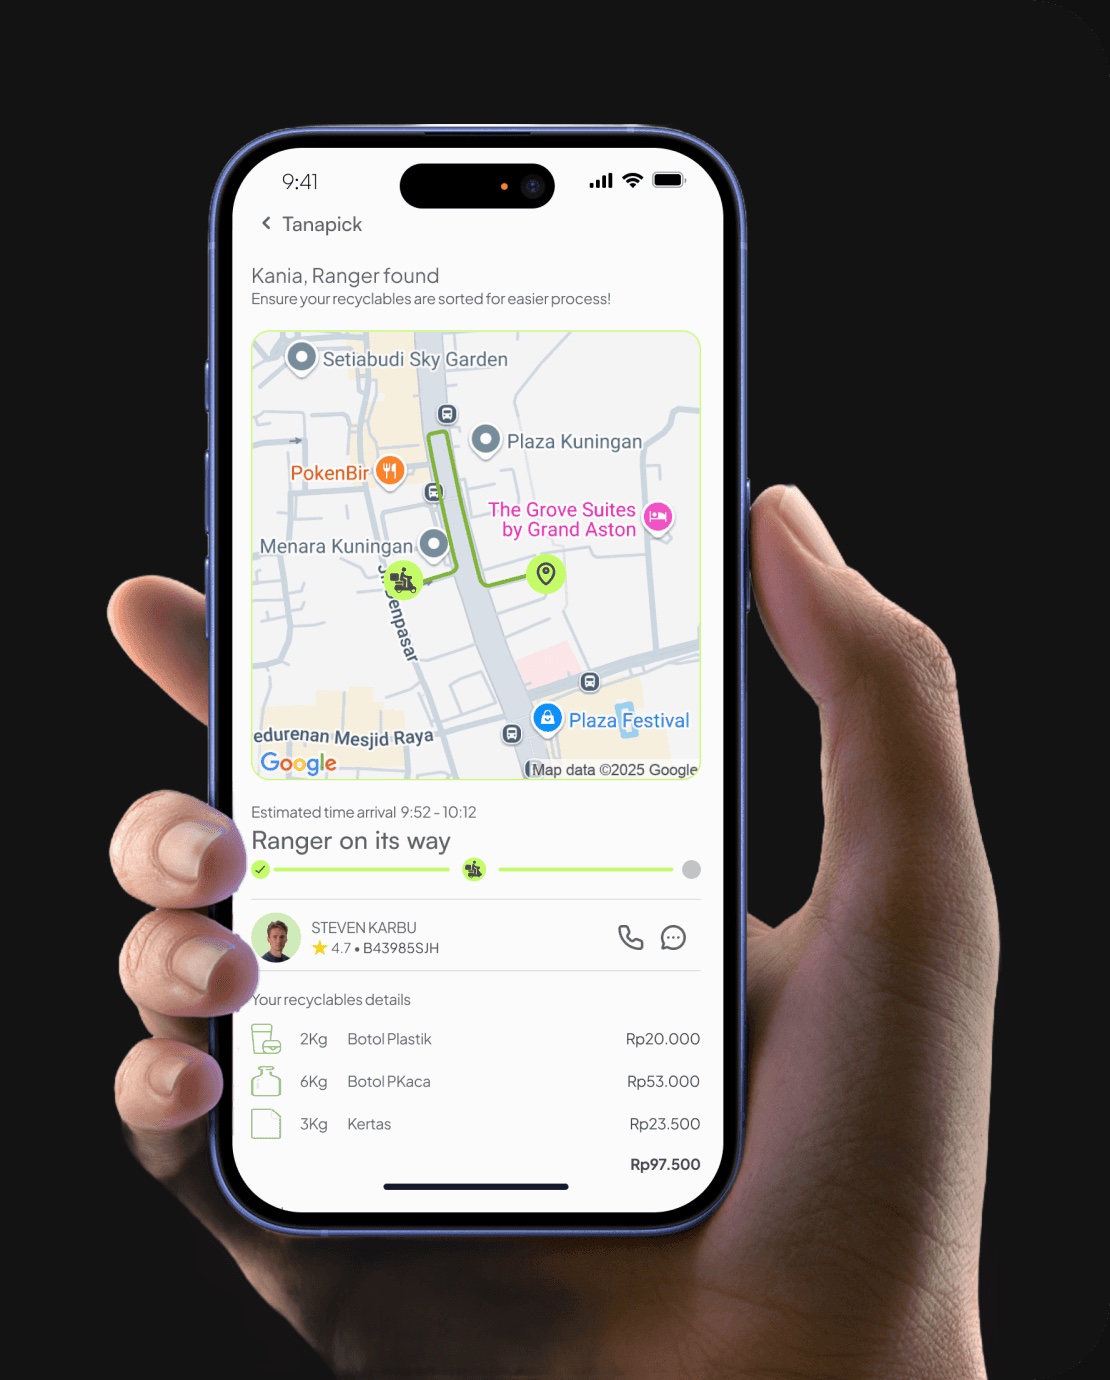 9:41
Tanapick
Kania, Ranger found
Ensure your recyclables are sorted for easier process!
Setiabudi Sky Garden
Plaza Kuningan
PokenBir
The Grove Suites
by Grand Aston
Menara Kuningan
enpasar
Plaza Festival
edurenan Mesjid Raya
Google
Map data ©2025 Google
Estimated time arrival 9:52 - 10:12
Ranger on its way
STEVEN KARBU
4.7 • B43985SJH
Your recyclables details
2Kg Botol Plastik Rp20.000
6Kg Botol PKaca Rp53.000
3Kg Kertas Rp23.500
Rp97.500